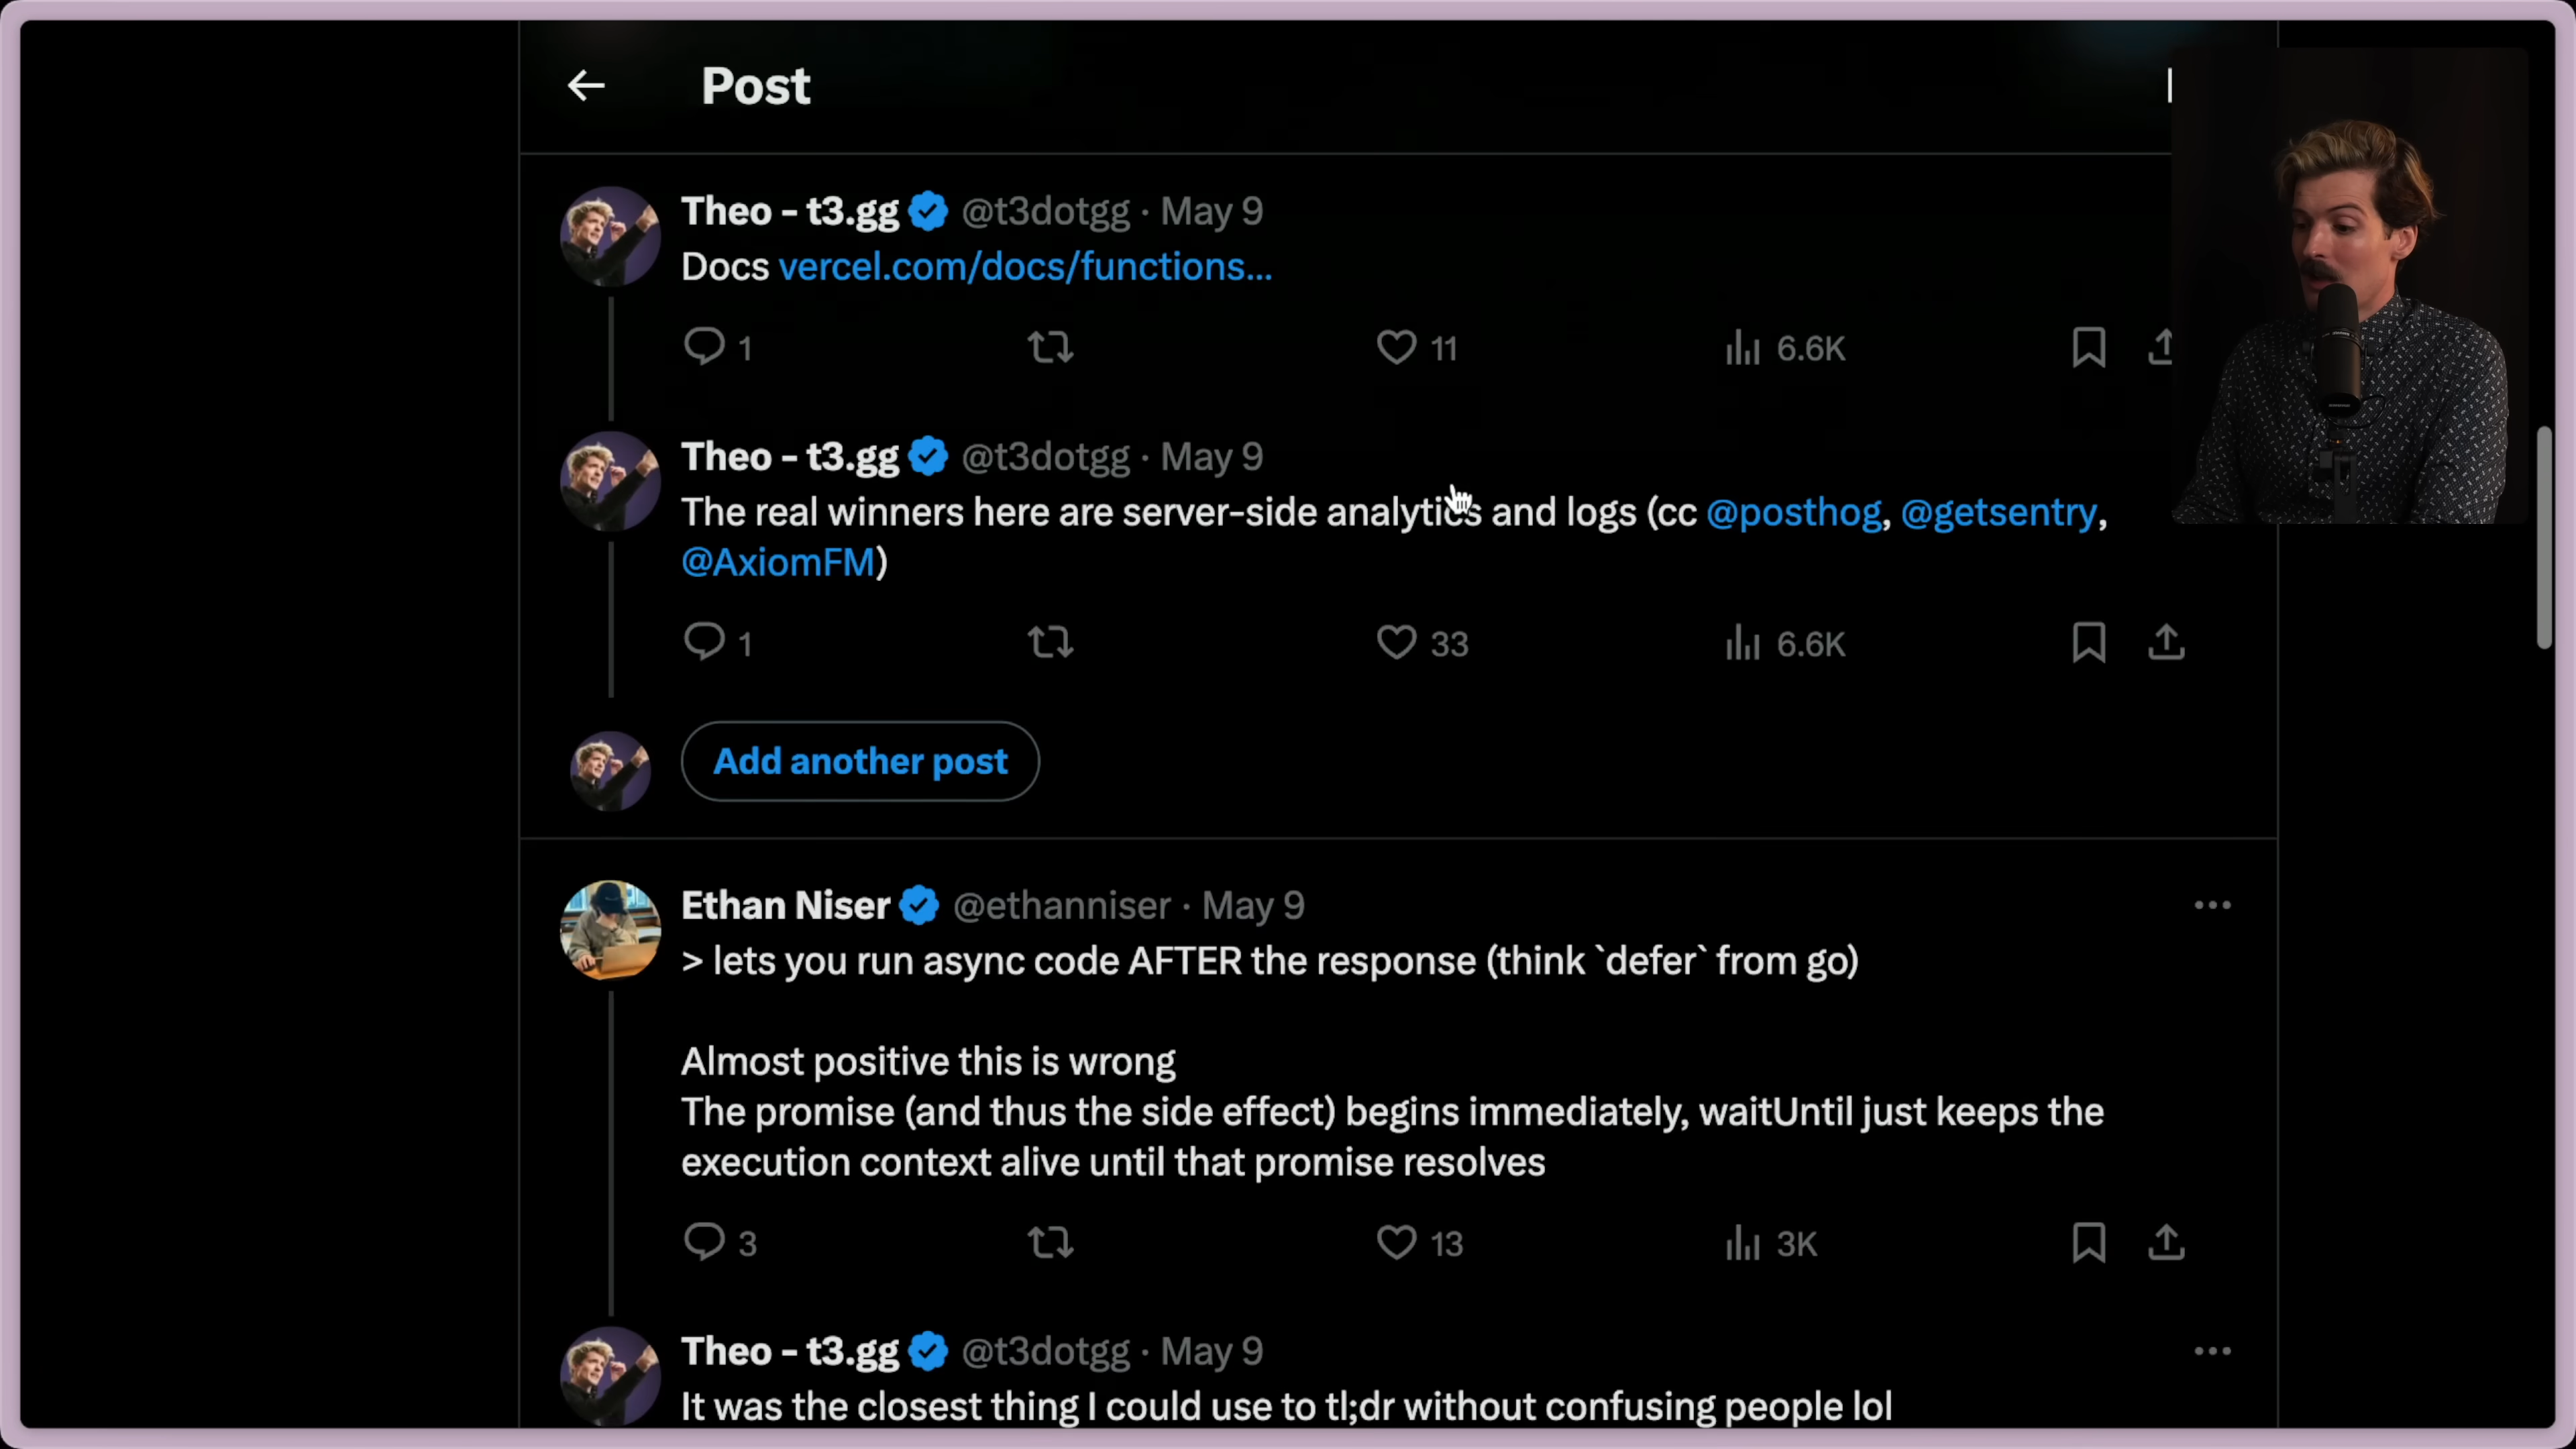 Post
Theo - t3.gg @t3dotgg · May 9
Docs vercel.com/docs/functions...
1 11 6.6K
Theo - t3.gg @t3dotgg · May 9
The real winners here are server-side analytics and logs (cc @posthog, @getsentry,
@AxiomFM)
1 33 6.6K
Add another post
Ethan Niser @ethanniser · May 9
> lets you run async code AFTER the response (think `defer` from go)
Almost positive this is wrong
The promise (and thus the side effect) begins immediately, waitUntil just keeps the
execution context alive until that promise resolves
3 13 3K
Theo - t3.gg @t3dotgg · May 9
It was the closest thing I could use to tl;dr without confusing people lol